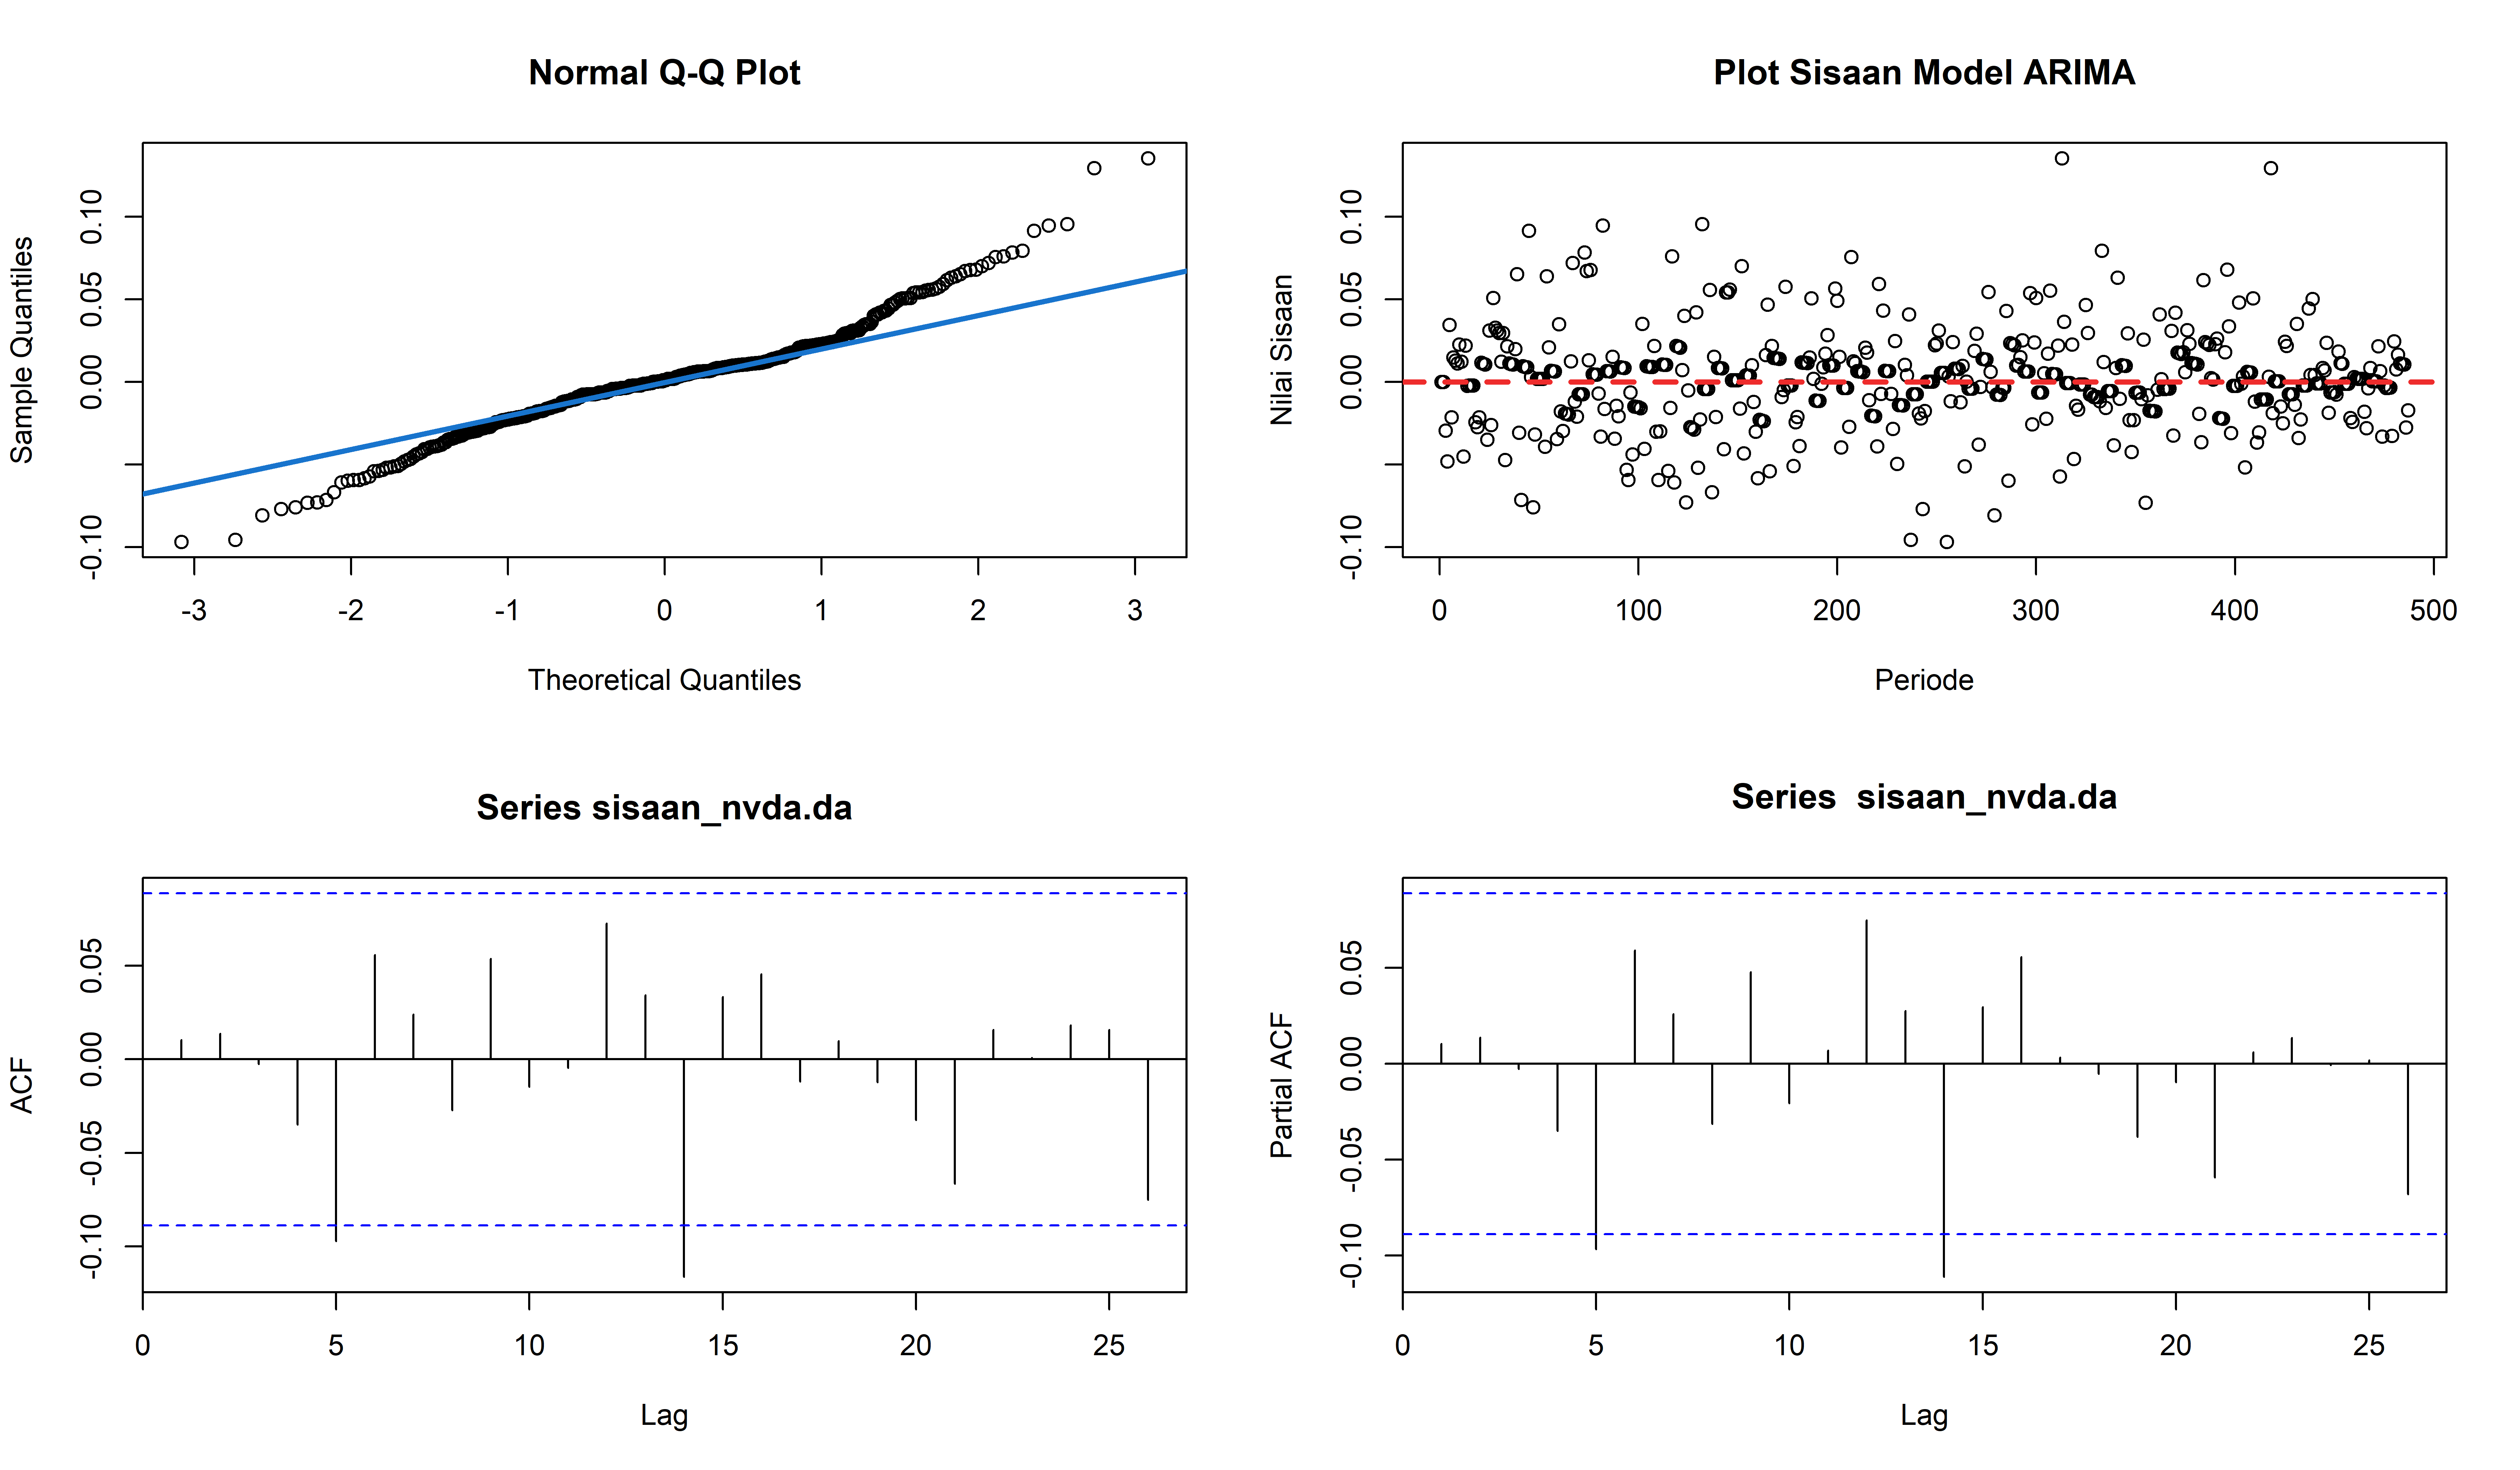 Normal Q-Q Plot
Sample Quantiles
0.10
0.05
0.00
-0.10
-3 -2 -1 0 1 2 3
Theoretical Quantiles
Plot Sisaan Model ARIMA
Nilai Sisaan
0.10
0.05
0.00
-0.10
0 100 200 300 400 500
Periode
Series sisaan_nvda.da
ACF
0.05
0.00
-0.05
-0.10
0 5 10 15 20 25
Lag
Series sisaan_nvda.da
Partial ACF
0.05
0.00
-0.05
-0.10
0 5 10 15 20 25
Lag